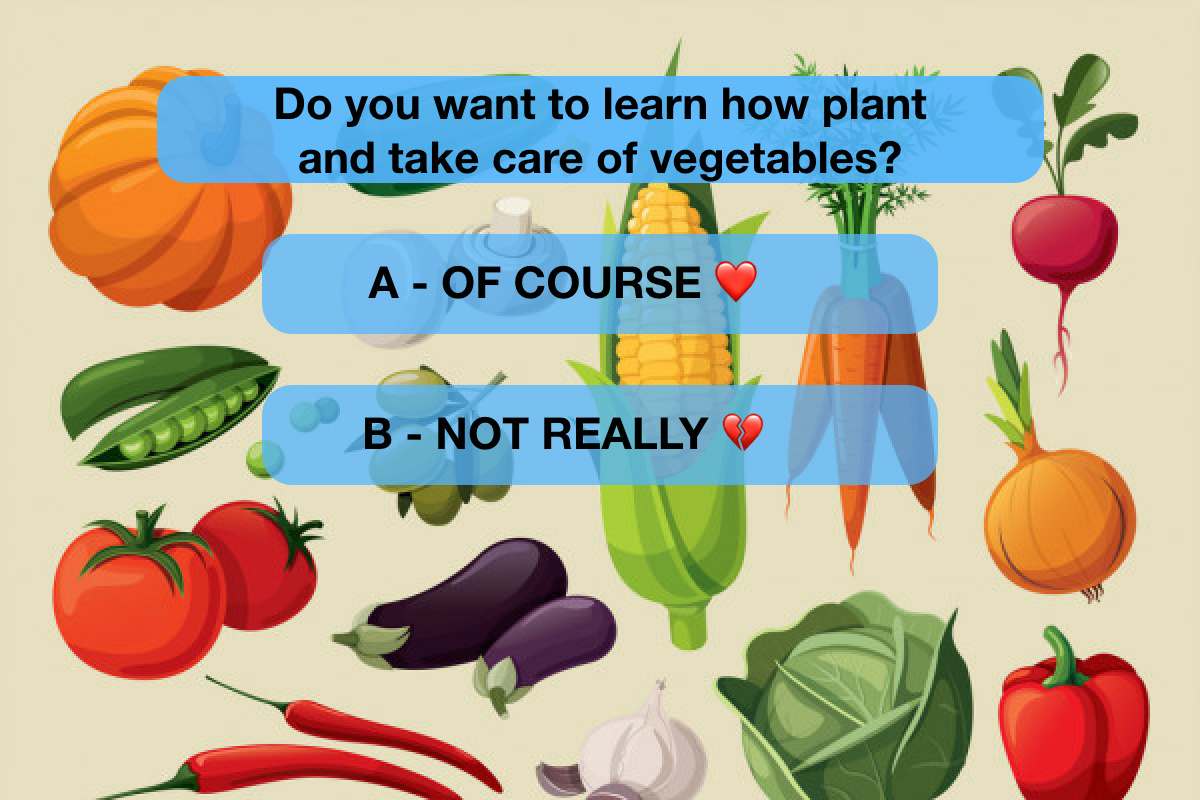 Do you want to learn how plant
and take care of vegetables?
A - OF COURSE ❤️
B - NOT REALLY 💔